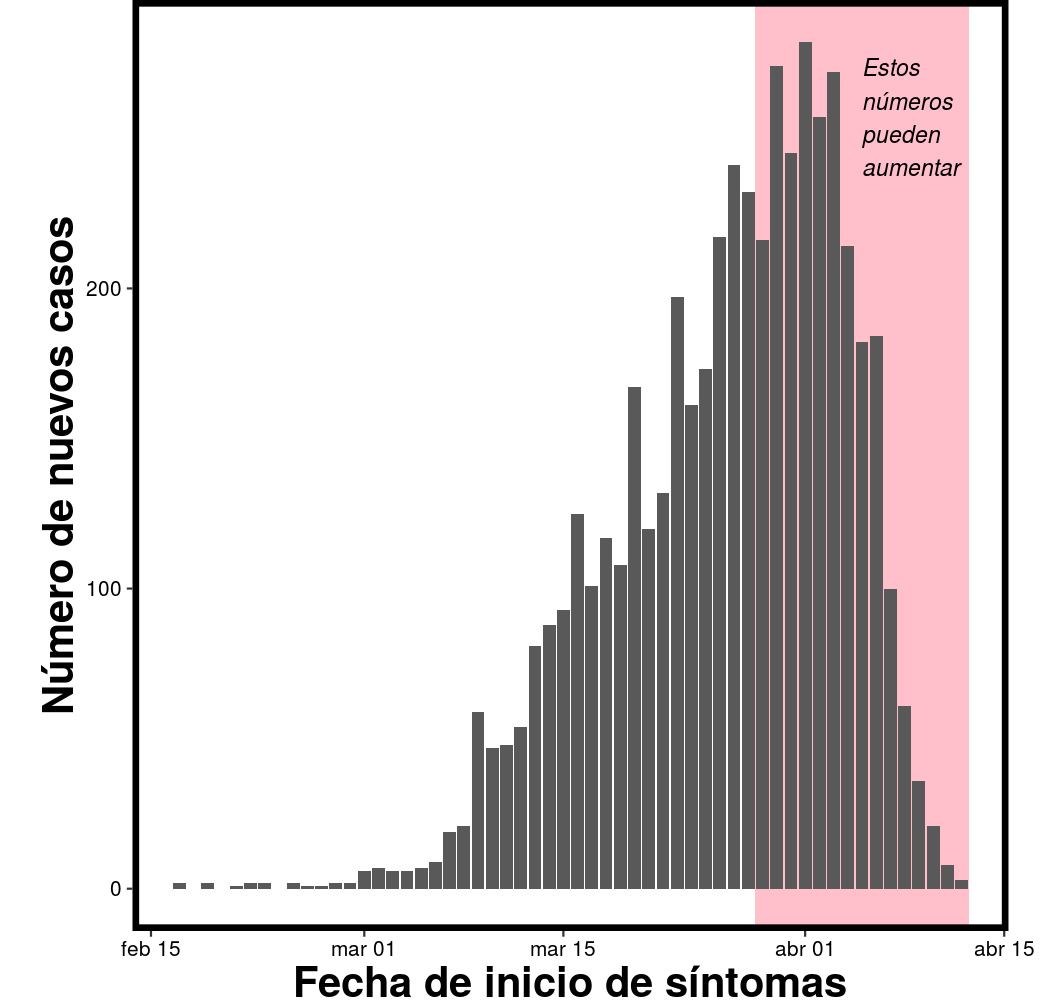 Estos
números
pueden
aumentar
Número de nuevos casos
200
100
0
feb 15
mar 01
mar 15
abr 01
abr 15
Fecha de inicio de síntomas